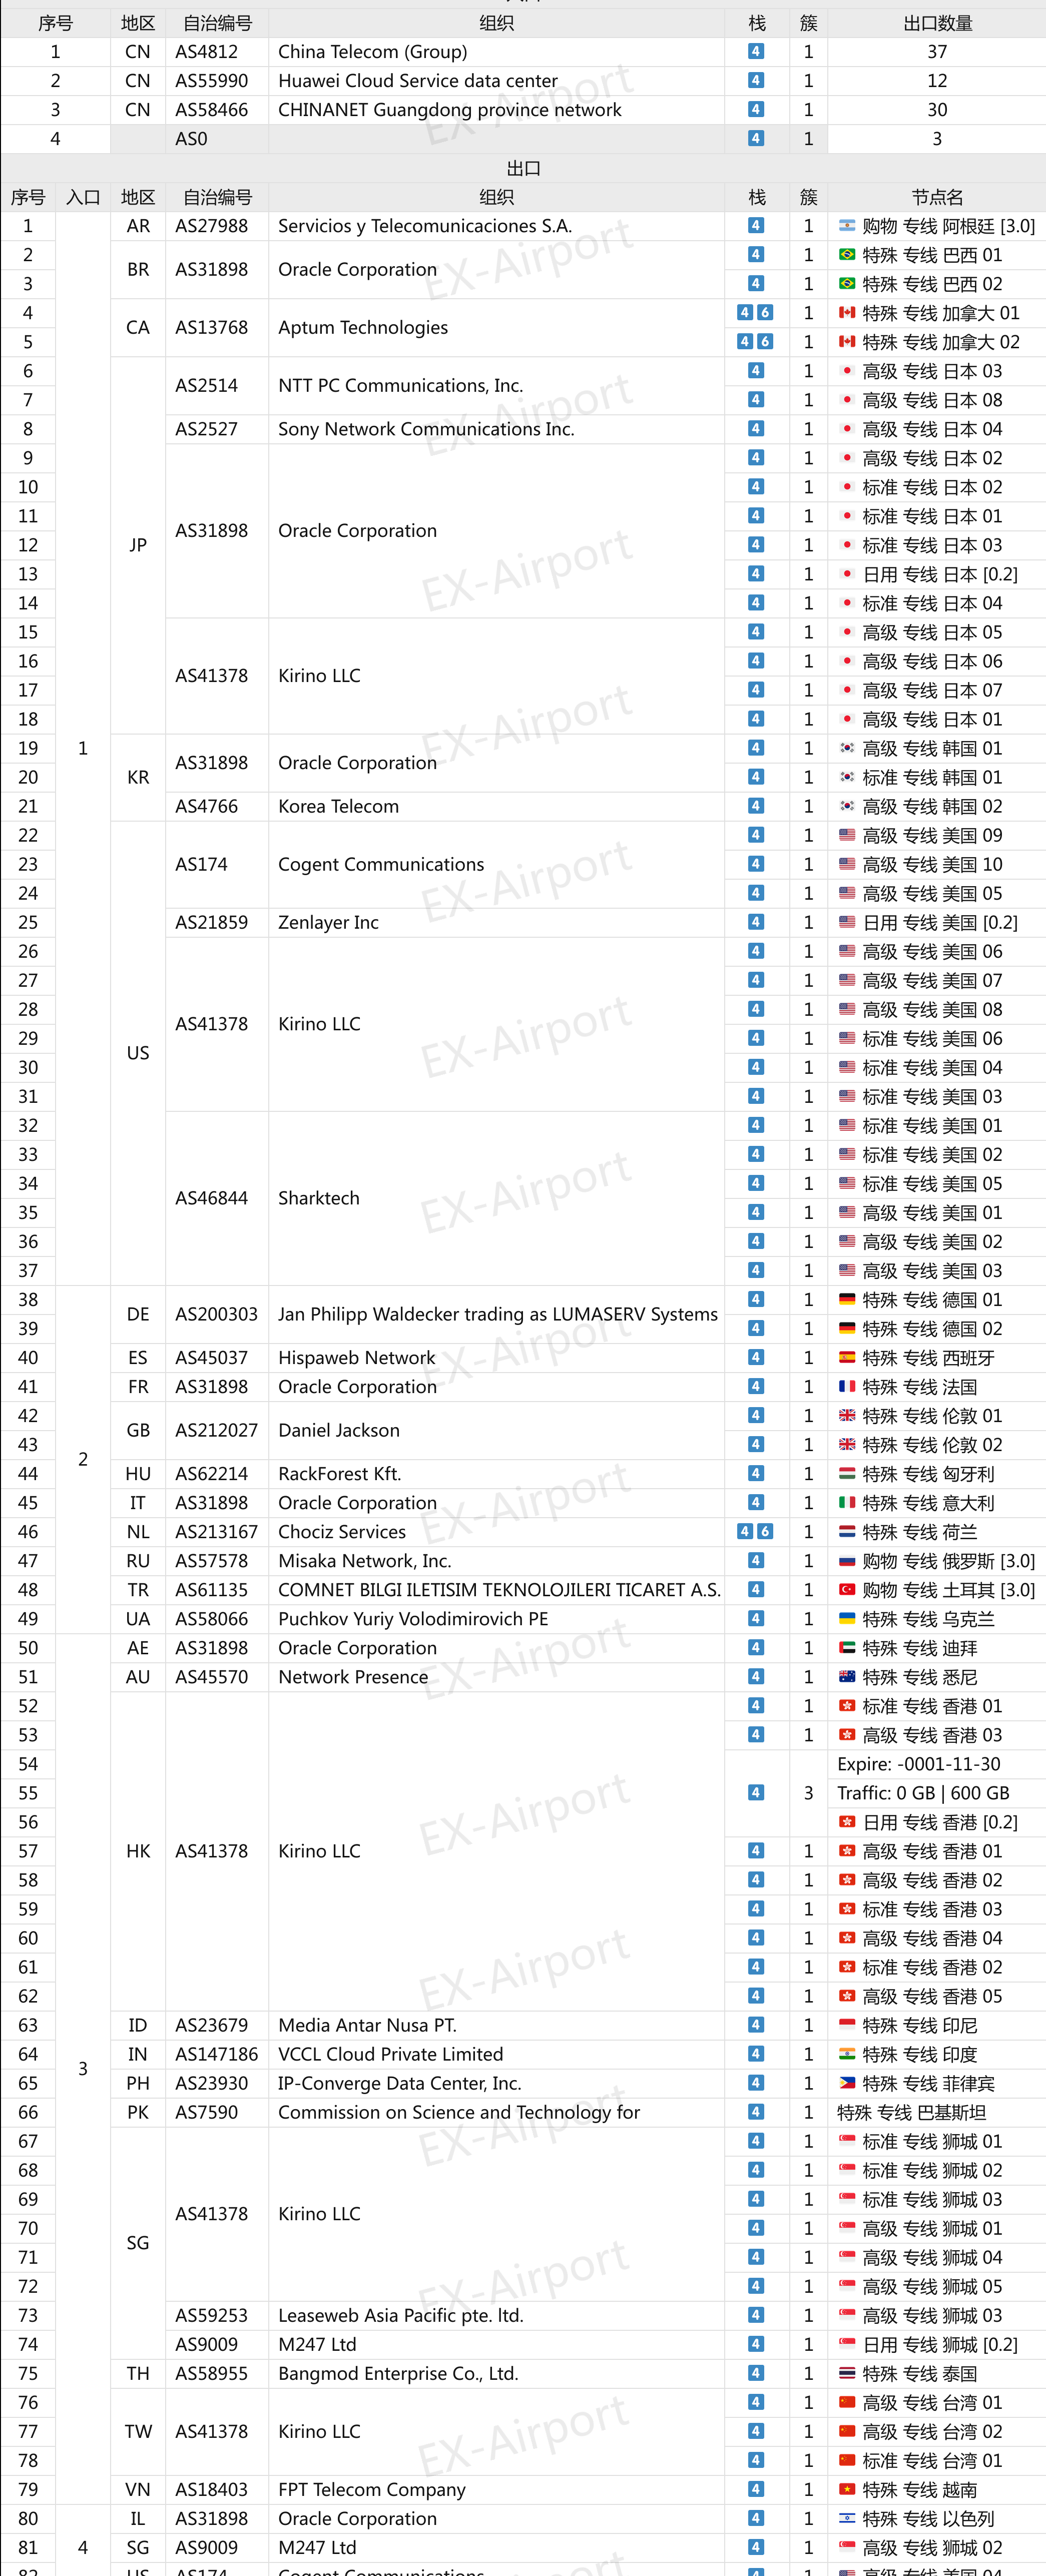 序号 地区 自治编号 组织 栈 簇 出口数量
1 CN AS4812 China Telecom (Group) 4 1 37
2 CN AS55990 Huawei Cloud Service data center 4 1 12
3 CN AS58466 CHINANET Guangdong province network 4 1 30
4 AS0 4 1 3
出口
序号 入口 地区 自治编号 组织 栈 簇 节点名
1 1 AR AS27988 Servicios y Telecomunicaciones S.A. 4 1 购物 专线 阿根廷 [3.0]
2 BR AS31898 Oracle Corporation 4 1 特殊 专线 巴西 01
3 4 1 特殊 专线 巴西 02
4 CA AS13768 Aptum Technologies 4 6 1 特殊 专线 加拿大 01
5 4 6 1 特殊 专线 加拿大 02
6 JP AS2514 NTT PC Communications, Inc. 4 1 高级 专线 日本 03
7 4 1 高级 专线 日本 08
8 AS2527 Sony Network Communications Inc. 4 1 高级 专线 日本 04
9 AS31898 Oracle Corporation 4 1 高级 专线 日本 02
10 4 1 标准 专线 日本 02
11 4 1 标准 专线 日本 01
12 4 1 标准 专线 日本 03
13 4 1 日用 专线 日本 [0.2]
14 4 1 标准 专线 日本 04
15 AS41378 Kirino LLC 4 1 高级 专线 日本 05
16 4 1 高级 专线 日本 06
17 4 1 高级 专线 日本 07
18 4 1 高级 专线 日本 01
19 KR AS31898 Oracle Corporation 4 1 高级 专线 韩国 01
20 4 1 标准 专线 韩国 01
21 AS4766 Korea Telecom 4 1 高级 专线 韩国 02
22 US AS174 Cogent Communications 4 1 高级 专线 美国 09
23 4 1 高级 专线 美国 10
24 4 1 高级 专线 美国 05
25 AS21859 Zenlayer Inc 4 1 日用 专线 美国 [0.2]
26 AS41378 Kirino LLC 4 1 高级 专线 美国 06
27 4 1 高级 专线 美国 07
28 4 1 高级 专线 美国 08
29 4 1 标准 专线 美国 06
30 4 1 标准 专线 美国 04
31 4 1 标准 专线 美国 03
32 AS46844 Sharktech 4 1 标准 专线 美国 01
33 4 1 标准 专线 美国 02
34 4 1 标准 专线 美国 05
35 4 1 高级 专线 美国 01
36 4 1 高级 专线 美国 02
37 4 1 高级 专线 美国 03
38 2 DE AS200303 Jan Philipp Waldecker trading as LUMASERV Systems 4 1 特殊 专线 德国 01
39 4 1 特殊 专线 德国 02
40 ES AS45037 Hispaweb Network 4 1 特殊 专线 西班牙
41 FR AS31898 Oracle Corporation 4 1 特殊 专线 法国
42 GB AS212027 Daniel Jackson 4 1 特殊 专线 伦敦 01
43 4 1 特殊 专线 伦敦 02
44 HU AS62214 RackForest Kft. 4 1 特殊 专线 匈牙利
45 IT AS31898 Oracle Corporation 4 1 特殊 专线 意大利
46 NL AS213167 Chociz Services 4 6 1 特殊 专线 荷兰
47 RU AS57578 Misaka Network, Inc. 4 1 购物 专线 俄罗斯 [3.0]
48 TR AS61135 COMNET BILGI ILETISIM TEKNOLOJILERI TICARET A.S. 4 1 购物 专线 土耳其 [3.0]
49 UA AS58066 Puchkov Yuriy Volodimirovich PE 4 1 特殊 专线 乌克兰
50 3 AE AS31898 Oracle Corporation 4 1 特殊 专线 迪拜
51 AU AS45570 Network Presence 4 1 特殊 专线 悉尼
52 HK AS41378 Kirino LLC 4 1 标准 专线 香港 01
53 4 1 高级 专线 香港 03
54 Expire: -0001-11-30
55 4 3 Traffic: 0 GB | 600 GB
56 日用 专线 香港 [0.2]
57 4 1 高级 专线 香港 01
58 4 1 高级 专线 香港 02
59 4 1 标准 专线 香港 03
60 4 1 高级 专线 香港 04
61 4 1 标准 专线 香港 02
62 4 1 高级 专线 香港 05
63 ID AS23679 Media Antar Nusa PT. 4 1 特殊 专线 印尼
64 IN AS147186 VCCL Cloud Private Limited 4 1 特殊 专线 印度
65 PH AS23930 IP-Converge Data Center, Inc. 4 1 特殊 专线 菲律宾
66 PK AS7590 Commission on Science and Technology for 4 1 特殊 专线 巴基斯坦
67 SG AS41378 Kirino LLC 4 1 标准 专线 狮城 01
68 4 1 标准 专线 狮城 02
69 4 1 标准 专线 狮城 03
70 4 1 高级 专线 狮城 01
71 4 1 高级 专线 狮城 04
72 4 1 高级 专线 狮城 05
73 AS59253 Leaseweb Asia Pacific pte. ltd. 4 1 高级 专线 狮城 03
74 AS9009 M247 Ltd 4 1 日用 专线 狮城 [0.2]
75 TH AS58955 Bangmod Enterprise Co., Ltd. 4 1 特殊 专线 泰国
76 TW AS41378 Kirino LLC 4 1 高级 专线 台湾 01
77 4 1 高级 专线 台湾 02
78 4 1 标准 专线 台湾 01
79 VN AS18403 FPT Telecom Company 4 1 特殊 专线 越南
80 4 IL AS31898 Oracle Corporation 4 1 特殊 专线 以色列
81 SG AS9009 M247 Ltd 4 1 高级 专线 狮城 02
EX-Airport